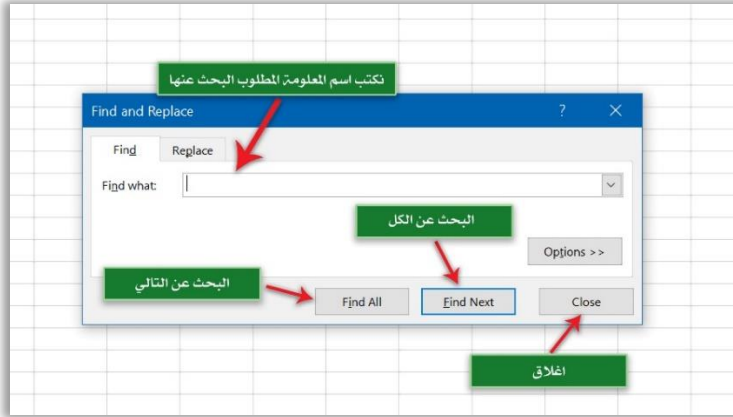 نكتب اسم المعلومة المطلوب البحث عنها
Find and Replace
Find
Replace
Find what:
البحث عن الكل
Options >>
البحث عن التالي
Find All
Find Next
Close
اغلاق